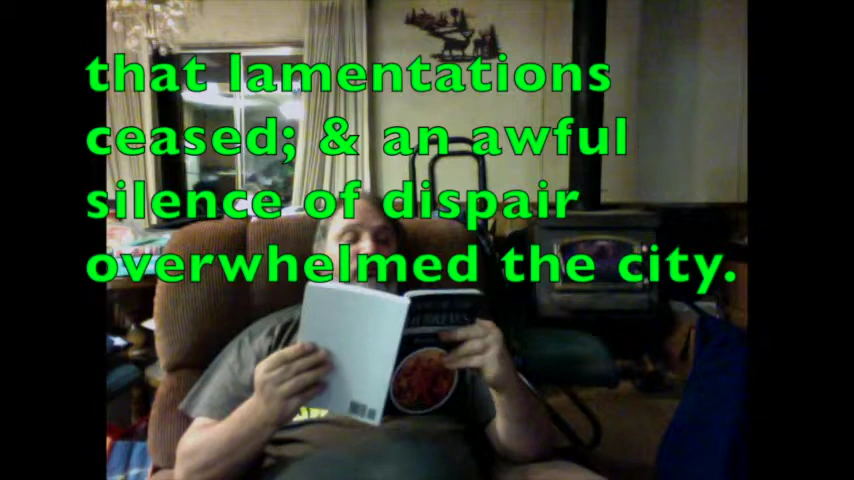 that lamentations
ceased; & an awful
silence of dispair
overwhelmed the city.